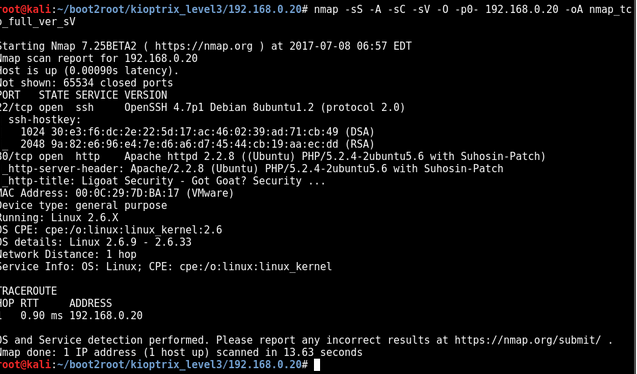 root@kali:~/boot2root/kioptrix_level3/192.168.0.20# nmap -sS -A -sC -sV -O -p0- 192.168.0.20 -oA nmap_tc
p_full_ver_sV
Starting Nmap 7.25BETA2 ( https://nmap.org ) at 2017-07-08 06:57 EDT
Nmap scan report for 192.168.0.20
Host is up (0.00090s latency).
Not shown: 65534 closed ports
PORT   STATE SERVICE VERSION
22/tcp open  ssh     OpenSSH 4.7p1 Debian 8ubuntu1.2 (protocol 2.0)
 ssh-hostkey:
   1024 30:e3:f6:dc:2e:22:5d:17:ac:46:02:39:ad:71:cb:49 (DSA)
_  2048 9a:82:e6:96:e4:7e:d6:a6:d7:45:44:cb:19:aa:ec:dd (RSA)
80/tcp open  http    Apache httpd 2.2.8 ((Ubuntu) PHP/5.2.4-2ubuntu5.6 with Suhosin-Patch)
_http-server-header: Apache/2.2.8 (Ubuntu) PHP/5.2.4-2ubuntu5.6 with Suhosin-Patch
_http-title: Ligoat Security - Got Goat? Security ...
MAC Address: 00:0C:29:7D:BA:17 (VMware)
Device type: general purpose
Running: Linux 2.6.X
OS CPE: cpe:/o:linux:linux_kernel:2.6
OS details: Linux 2.6.9 - 2.6.33
Network Distance: 1 hop
Service Info: OS: Linux; CPE: cpe:/o:linux:linux_kernel
TRACEROUTE
HOP RTT     ADDRESS
1   0.90 ms 192.168.0.20
OS and Service detection performed. Please report any incorrect results at https://nmap.org/submit/ .
Nmap done: 1 IP address (1 host up) scanned in 13.63 seconds
root@kali:~/boot2root/kioptrix_level3/192.168.0.20#